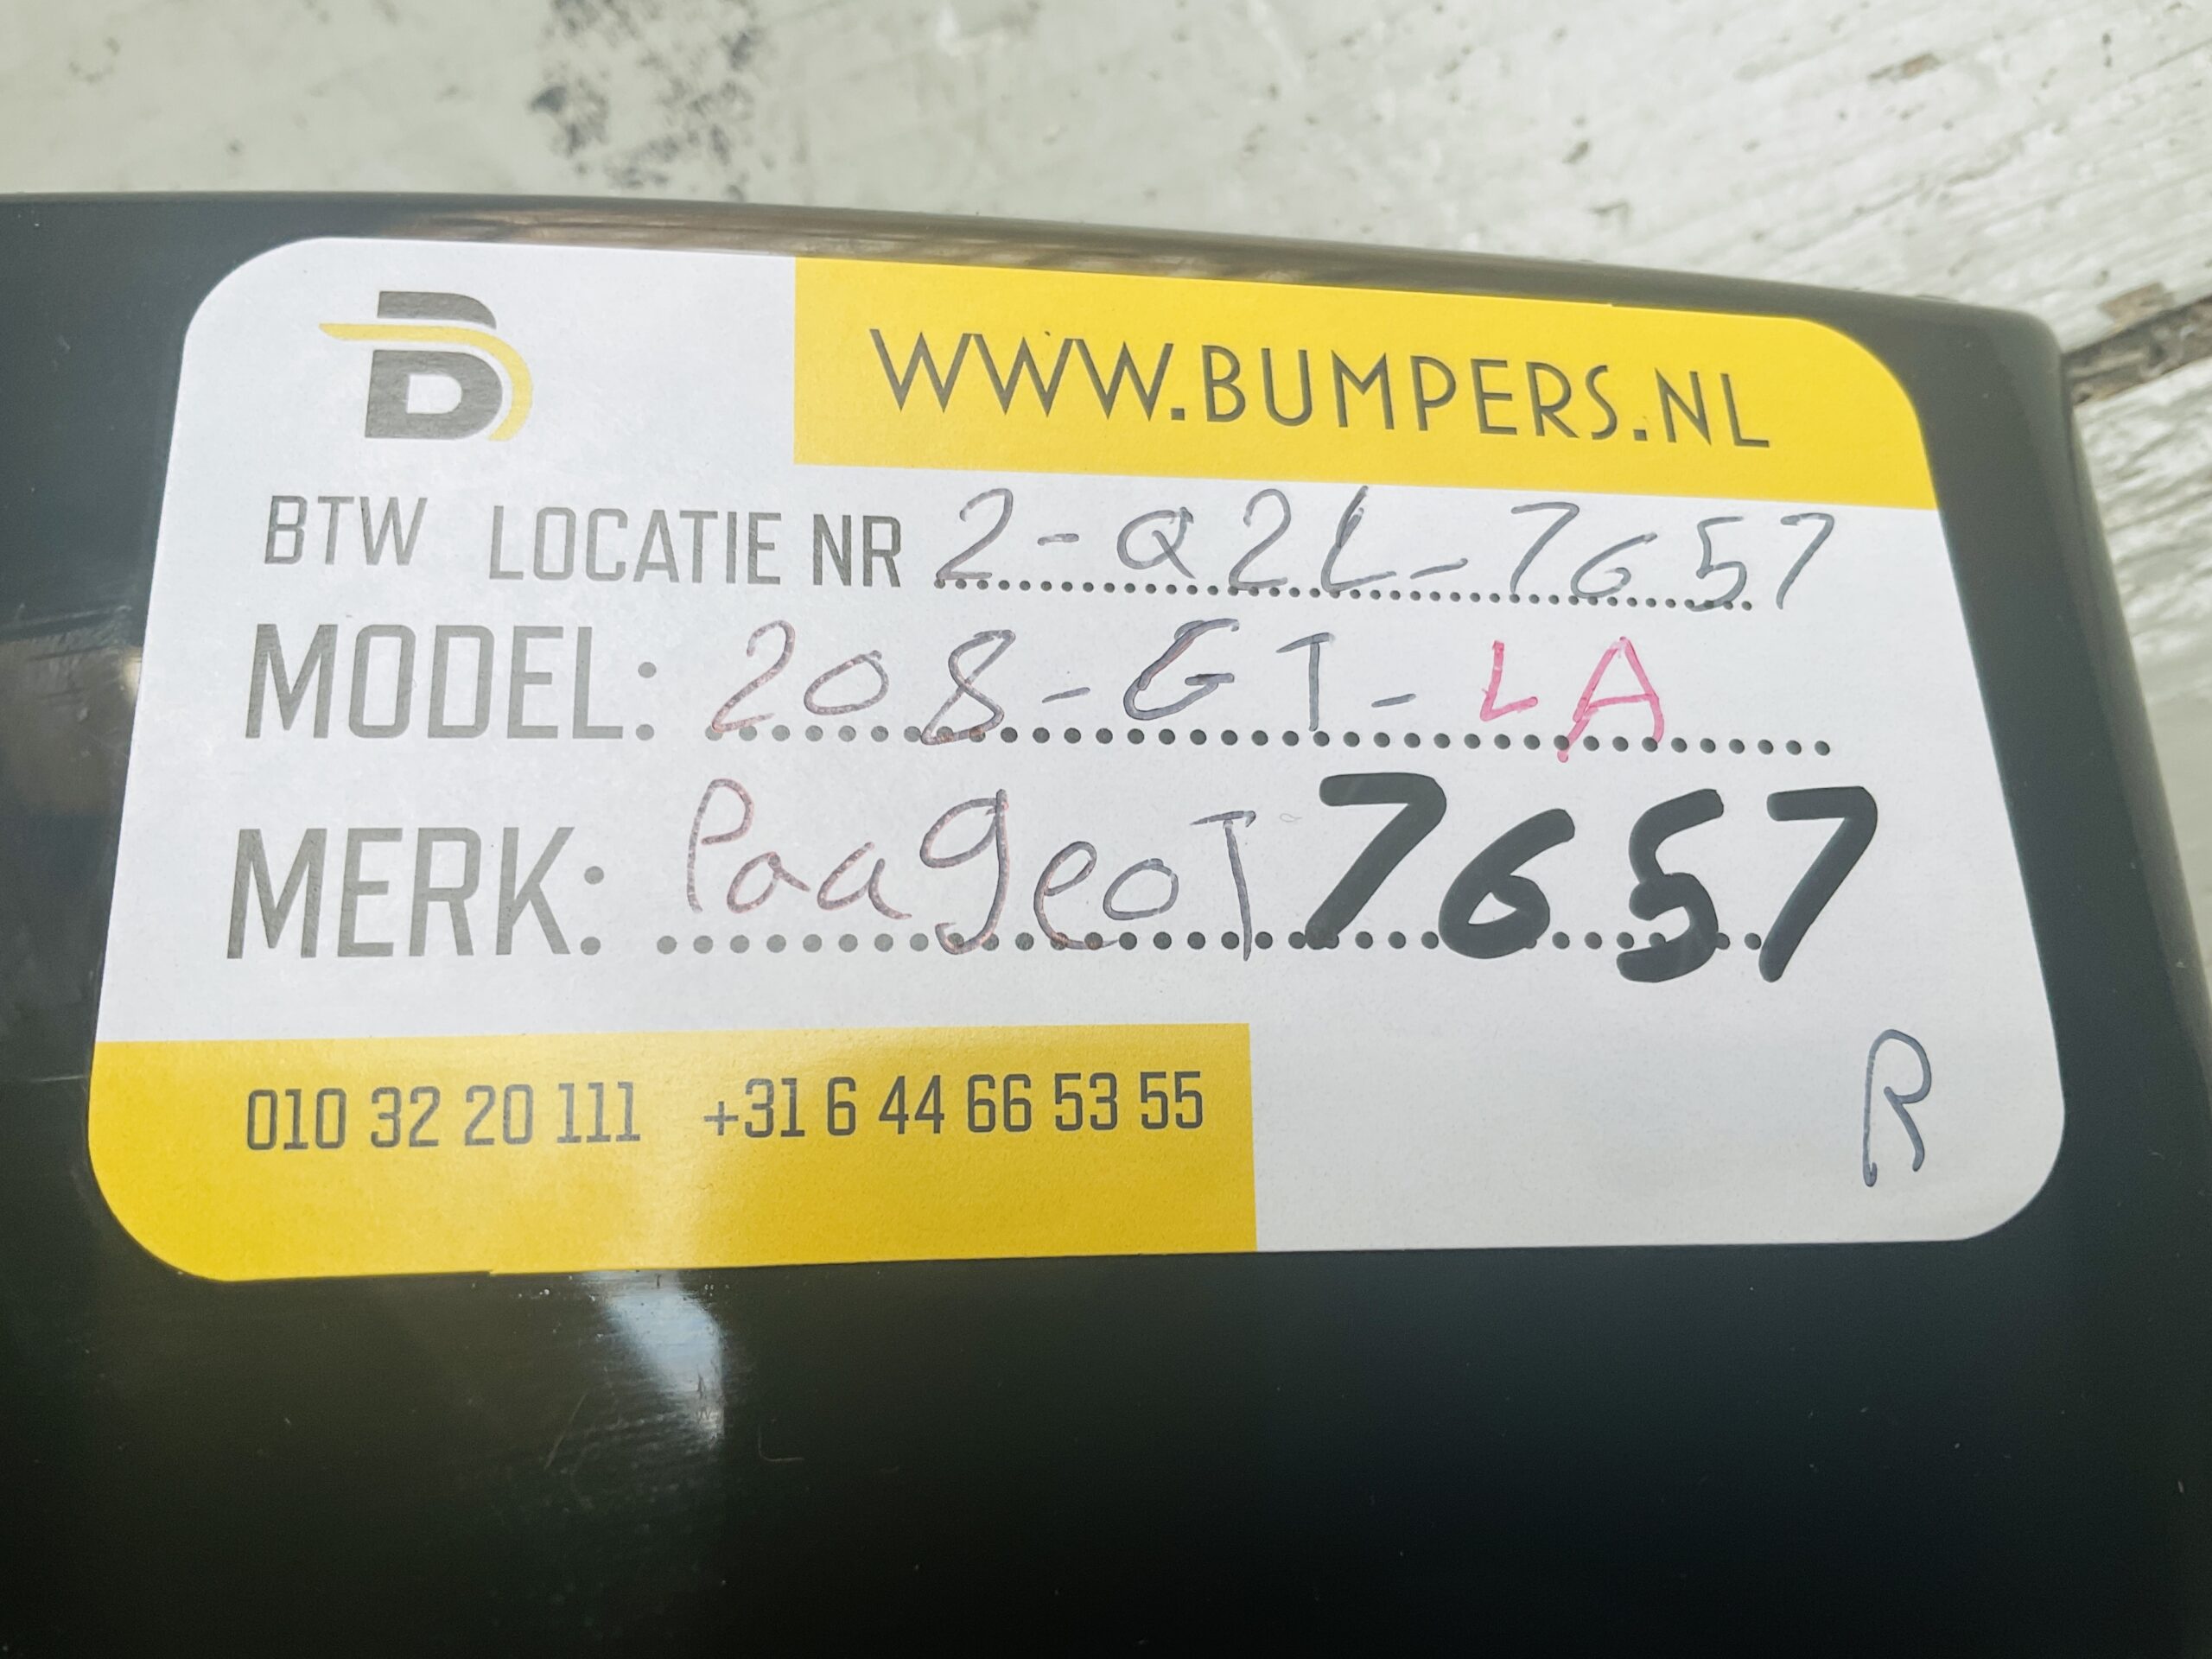 B
WWW.BUMPERS.NL
BTW LOCATIE NR 2-Q2L-7657
MODEL: 208-GT-LA
MERK: PaageoT 7657
010 32 20 111 +31 6 44 66 53 55
R